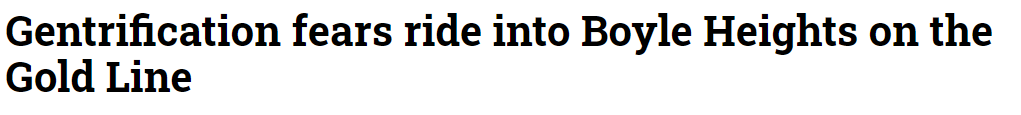 Gentrification fears ride into Boyle Heights on the
Gold Line